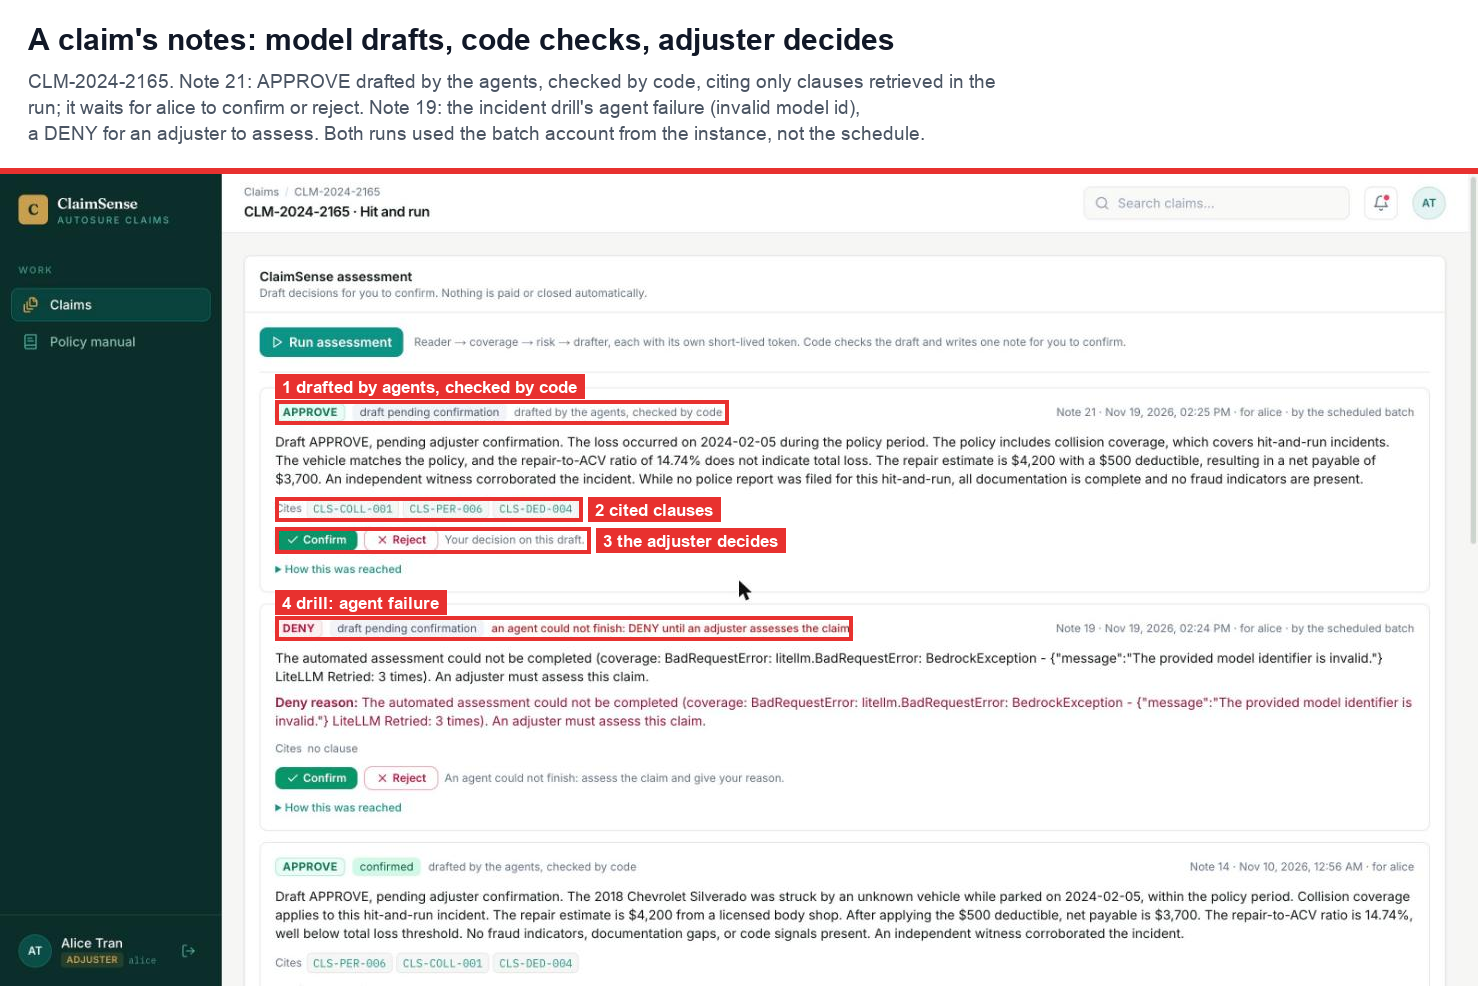 A claim's notes: model drafts, code checks, adjuster decides
CLM-2024-2165. Note 21: APPROVE drafted by the agents, checked by code, citing only clauses retrieved in the
run; it waits for alice to confirm or reject. Note 19: the incident drill's agent failure (invalid model id),
a DENY for an adjuster to assess. Both runs used the batch account from the instance, not the schedule.
C
ClaimSense
AUTOSURE CLAIMS
WORK
Claims
Policy manual
AT
Alice Tran
ADJUSTER alice
Claims / CLM-2024-2165
CLM-2024-2165 · Hit and run
Search claims...
AT
ClaimSense assessment
Draft decisions for you to confirm. Nothing is paid or closed automatically.
Run assessment
Reader → coverage → risk → drafter, each with its own short-lived token. Code checks the draft and writes one note for you to confirm.
1 drafted by agents, checked by code
APPROVE draft pending confirmation drafted by the agents, checked by code
Note 21 · Nov 19, 2026, 02:25 PM · for alice · by the scheduled batch
Draft APPROVE, pending adjuster confirmation. The loss occurred on 2024-02-05 during the policy period. The policy includes collision coverage, which covers hit-and-run incidents.
The vehicle matches the policy, and the repair-to-ACV ratio of 14.74% does not indicate total loss. The repair estimate is $4,200 with a $500 deductible, resulting in a net payable of
$3,700. An independent witness corroborated the incident. While no police report was filed for this hit-and-run, all documentation is complete and no fraud indicators are present.
Cites CLS-COLL-001 CLS-PER-006 CLS-DED-004
2 cited clauses
Confirm Reject Your decision on this draft.
3 the adjuster decides
How this was reached
4 drill: agent failure
DENY draft pending confirmation an agent could not finish: DENY until an adjuster assesses the claim
Note 19 · Nov 19, 2026, 02:24 PM · for alice · by the scheduled batch
The automated assessment could not be completed (coverage: BadRequestError: litellm.BadRequestError: BedrockException - {"message":"The provided model identifier is invalid."}
LiteLLM Retried: 3 times). An adjuster must assess this claim.
Deny reason: The automated assessment could not be completed (coverage: BadRequestError: litellm.BadRequestError: BedrockException - {"message":"The provided model identifier is
invalid."} LiteLLM Retried: 3 times). An adjuster must assess this claim.
Cites no clause
Confirm Reject An agent could not finish: assess the claim and give your reason.
How this was reached
APPROVE confirmed drafted by the agents, checked by code
Note 14 · Nov 10, 2026, 12:56 AM · for alice
Draft APPROVE, pending adjuster confirmation. The 2018 Chevrolet Silverado was struck by an unknown vehicle while parked on 2024-02-05, within the policy period. Collision coverage
applies to this hit-and-run incident. The repair estimate is $4,200 from a licensed body shop. After applying the $500 deductible, net payable is $3,700. The repair-to-ACV ratio is 14.74%,
well below total loss threshold. No fraud indicators, documentation gaps, or code signals present. An independent witness corroborated the incident.
Cites CLS-PER-006 CLS-COLL-001 CLS-DED-004